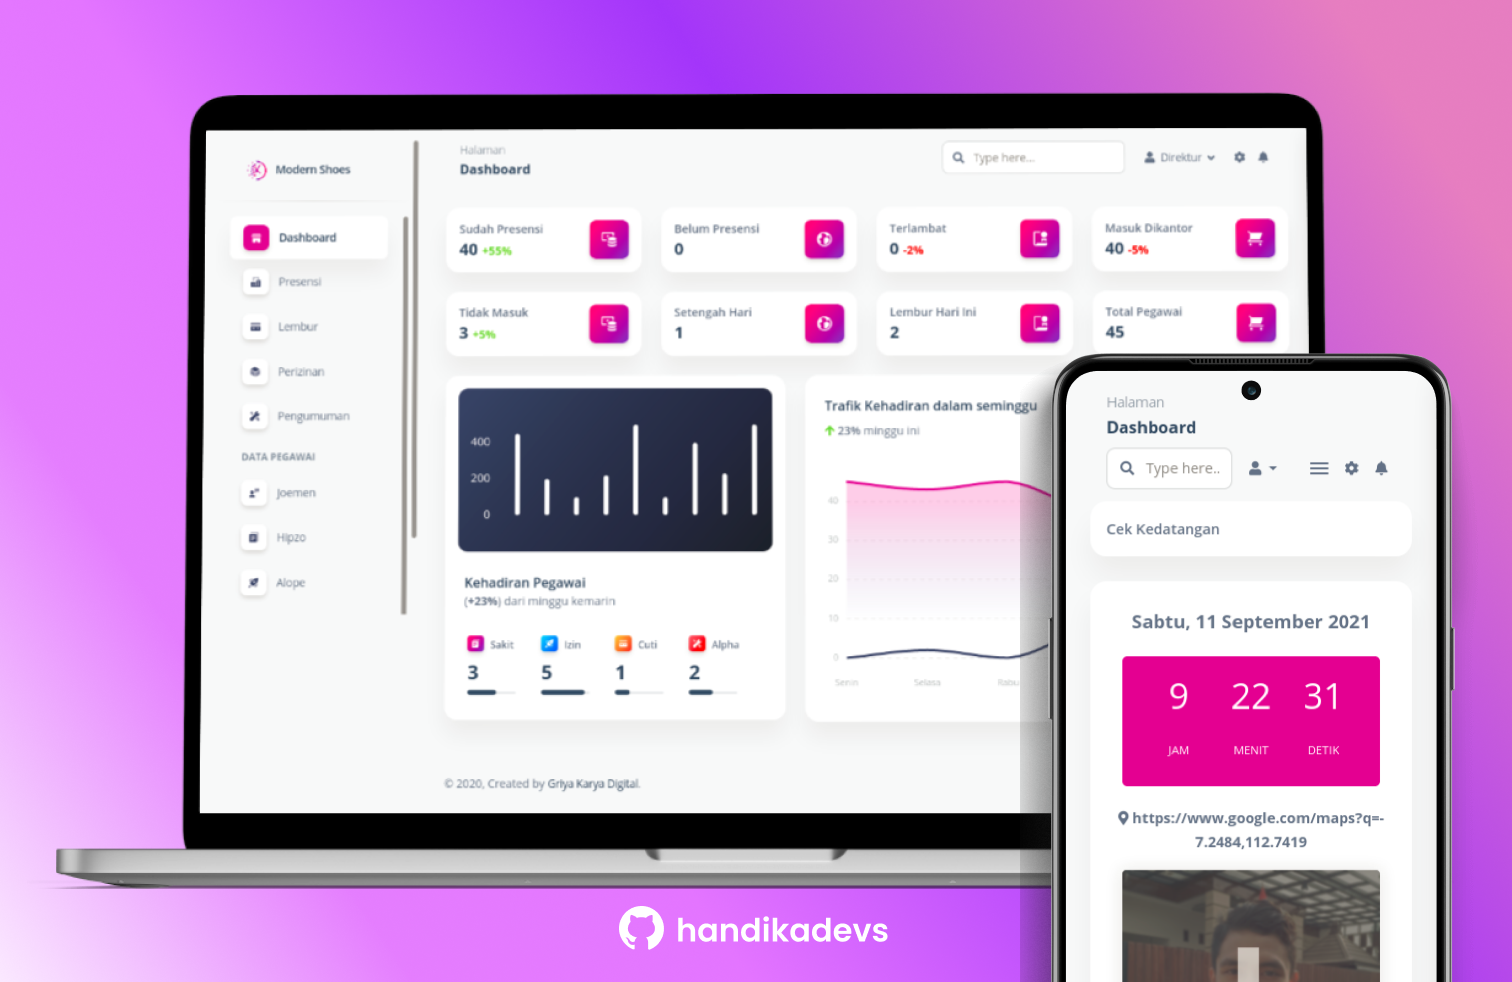 Modern Shoes
Dashboard
Presensi
Lembur
Perizinan
Pengumuman
DATA PEGAWAI
Joemen
Hipzo
Alope
Halaman
Dashboard
Type here...
Direktur
Sudah Presensi
40 +55%
Belum Presensi
0
Terlambat
0 -2%
Masuk Dikantor
40 -5%
Tidak Masuk
3 +5%
Setengah Hari
1
Lembur Hari Ini
2
Total Pegawai
45
400
200
0
Kehadiran Pegawai
(+23%) dari minggu kemarin
Sakit
3
Izin
5
Cuti
1
Alpha
2
Trafik Kehadiran dalam seminggu
23% minggu ini
40
30
20
10
0
Senin
Selasa
Rabu
© 2020, Created by Griya Karya Digital.
Halaman
Dashboard
Type here..
Cek Kedatangan
Sabtu, 11 September 2021
9 22 31
JAM MENIT DETIK
https://www.google.com/maps?q=-
7.2484,112.7419
handikadevs